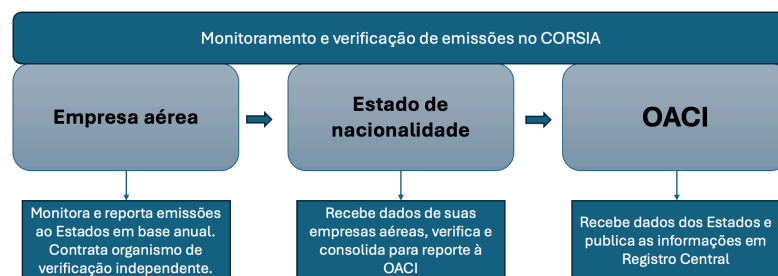 Monitoramento e verificação de emissões no CORSIA
Empresa aérea
Estado de
nacionalidade
OACI
Monitora e reporta emissões
ao Estados em base anual.
Contrata organismo de
verificação independente.
Recebe dados de suas
empresas aéreas, verifica e
consolida para reporte à
OACI
Recebe dados dos Estados e
publica as informações em
Registro Central